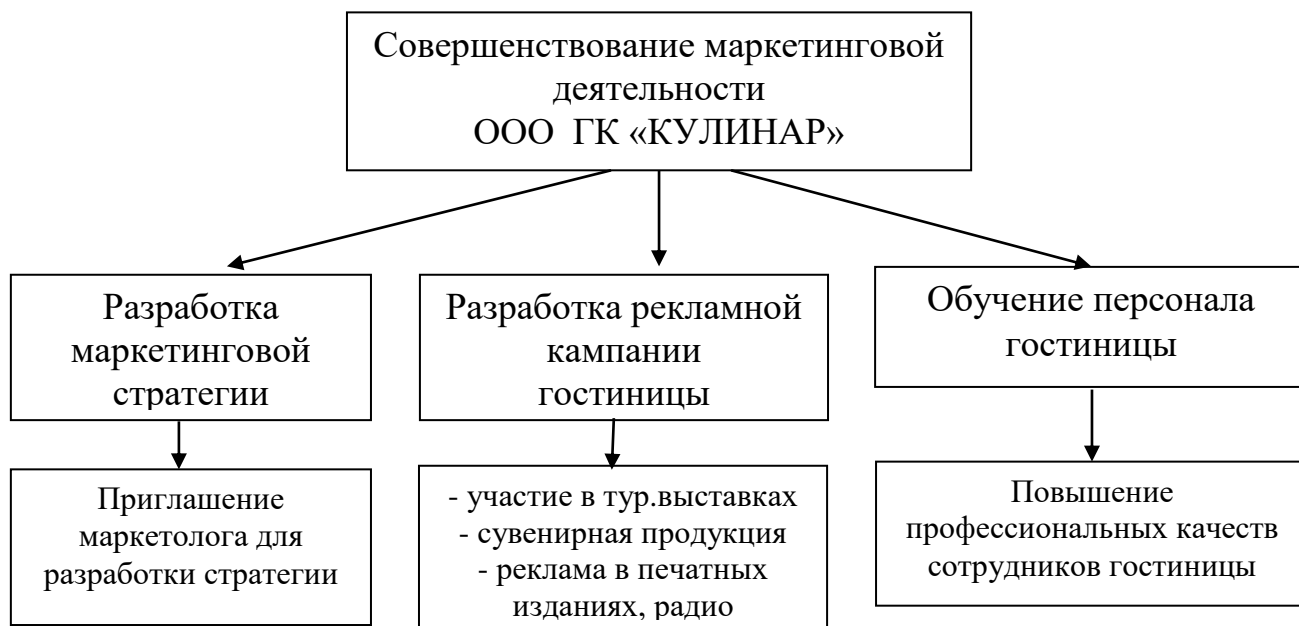 Совершенствование маркетинговой
деятельности
ООО ГК «КУЛИНАР»
Разработка
маркетинговой
стратегии
Разработка рекламной
кампании
гостиницы
Обучение персонала
гостиницы
Приглашение
маркетолога для
разработки стратегии
- участие в тур.выставках
- сувенирная продукция
- реклама в печатных
изданиях, радио
Повышение
профессиональных качеств
сотрудников гостиницы